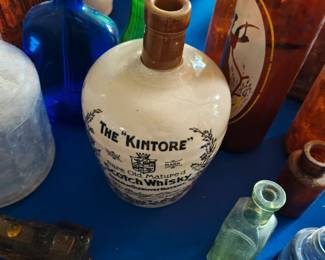 THE "KINTORE"
Old Matured
Scotch Whisky